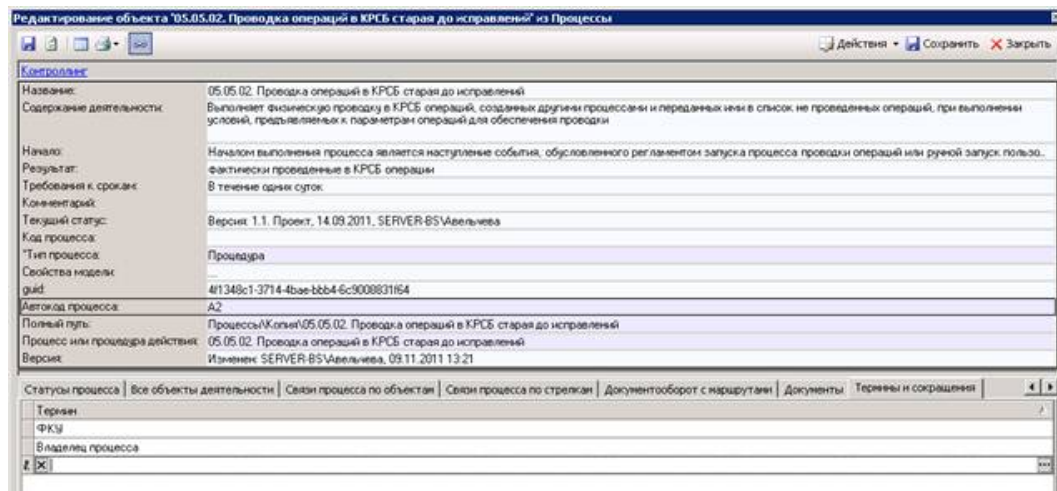 Редактирование объекта '05.05.02. Проводка операций в КРСБ старая до исправлений' из Процессы
Действия Сохранить Закрыть
Контроллинг
Название: 05.05.02. Проводка операций в КРСБ старая до исправлений
Содержание деятельности: Выполняет физическую проводку в КРСБ операций, созданных другими процессами и переданных ими в список не проведенных операций, при выполнении
условий, предъявляемых к параметрам операций для обеспечения проводки
Начало: Началом выполнения процесса является наступление события, обусловленного регламентом запуска процесса проводки операций или ручной запуск пользо..
Результат: фактически проведенные в КРСБ операции
Требования к срокам: В течение одних суток
Комментарий:
Текущий статус: Версия: 1.1. Проект, 14.09.2011, SERVER-BS\Авельчева
Код процесса:
*Тип процесса: Процедура
Свойства модели: ...
guid: 4f1348c1-3714-4bae-bbb4-6c9008831f64
Автокод процесса: A2
Полный путь: Процессы\Копия\05.05.02. Проводка операций в КРСБ старая до исправлений
Процесс или процедура действия: 05.05.02. Проводка операций в КРСБ старая до исправлений
Версия: Изменен: SERVER-BS\Авельчева, 09.11.2011 13:21
Статусы процесса Все объекты деятельности Связи процесса по объектам Связи процесса по стрелкам Документооборот с маршрутами Документы Термины и сокращения
Термин
ФКУ
Владелец процесса